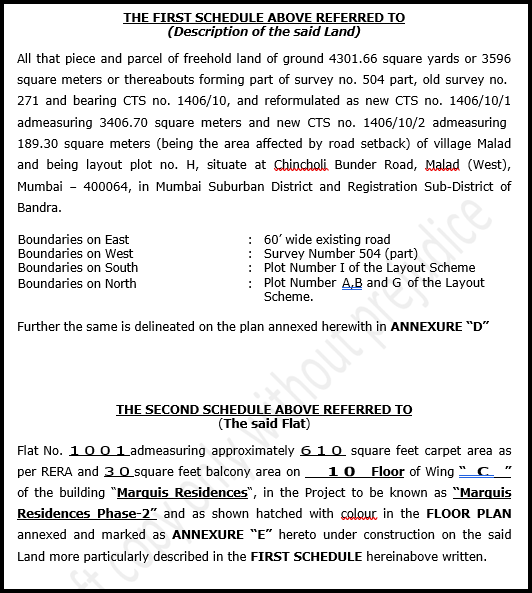 THE FIRST SCHEDULE ABOVE REFERRED TO
(Description of the said Land)
All that piece and parcel of freehold land of ground 4301.66 square yards or 3596
square meters or thereabouts forming part of survey no. 504 part, old survey no.
271 and bearing CTS no. 1406/10, and reformulated as new CTS no. 1406/10/1
admeasuring 3406.70 square meters and new CTS no. 1406/10/2 admeasuring
189.30 square meters (being the area affected by road setback) of village Malad
and being layout plot no. H, situate at Chincholi Bunder Road, Malad (West),
Mumbai – 400064, in Mumbai Suburban District and Registration Sub-District of
Bandra.
Boundaries on East : 60’ wide existing road
Boundaries on West : Survey Number 504 (part)
Boundaries on South : Plot Number I of the Layout Scheme
Boundaries on North : Plot Number A,B and G of the Layout
Scheme.
Further the same is delineated on the plan annexed herewith in ANNEXURE “D”
THE SECOND SCHEDULE ABOVE REFERRED TO
(The said Flat)
Flat No. 1001 admeasuring approximately 610 square feet carpet area as
per RERA and 30 square feet balcony area on 10 Floor of Wing “ C ”
of the building “Marquis Residences“, in the Project to be known as “Marquis
Residences Phase-2” and as shown hatched with colour in the FLOOR PLAN
annexed and marked as ANNEXURE “E” hereto under construction on the said
Land more particularly described in the FIRST SCHEDULE hereinabove written.
ft copy only without prejudice